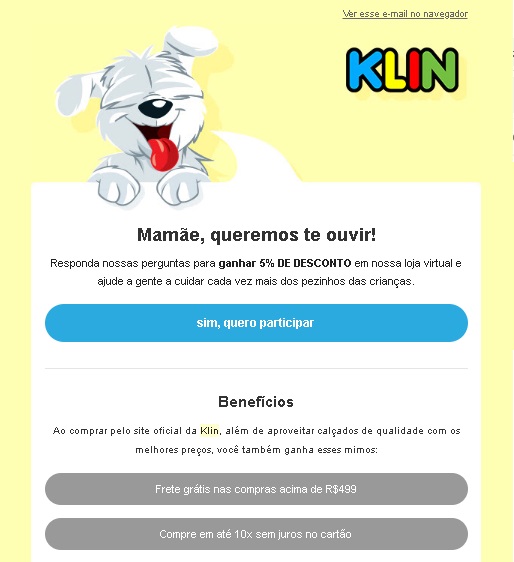 Ver esse e-mail no navegador
KLIN
Mamãe, queremos te ouvir!
Responda nossas perguntas para ganhar 5% DE DESCONTO em nossa loja virtual e
ajude a gente a cuidar cada vez mais dos pezinhos das crianças.
sim, quero participar
Benefícios
Ao comprar pelo site oficial da Klin, além de aproveitar calçados de qualidade com os
melhores preços, você também ganha esses mimos:
Frete grátis nas compras acima de R$499
Compre em até 10x sem juros no cartão